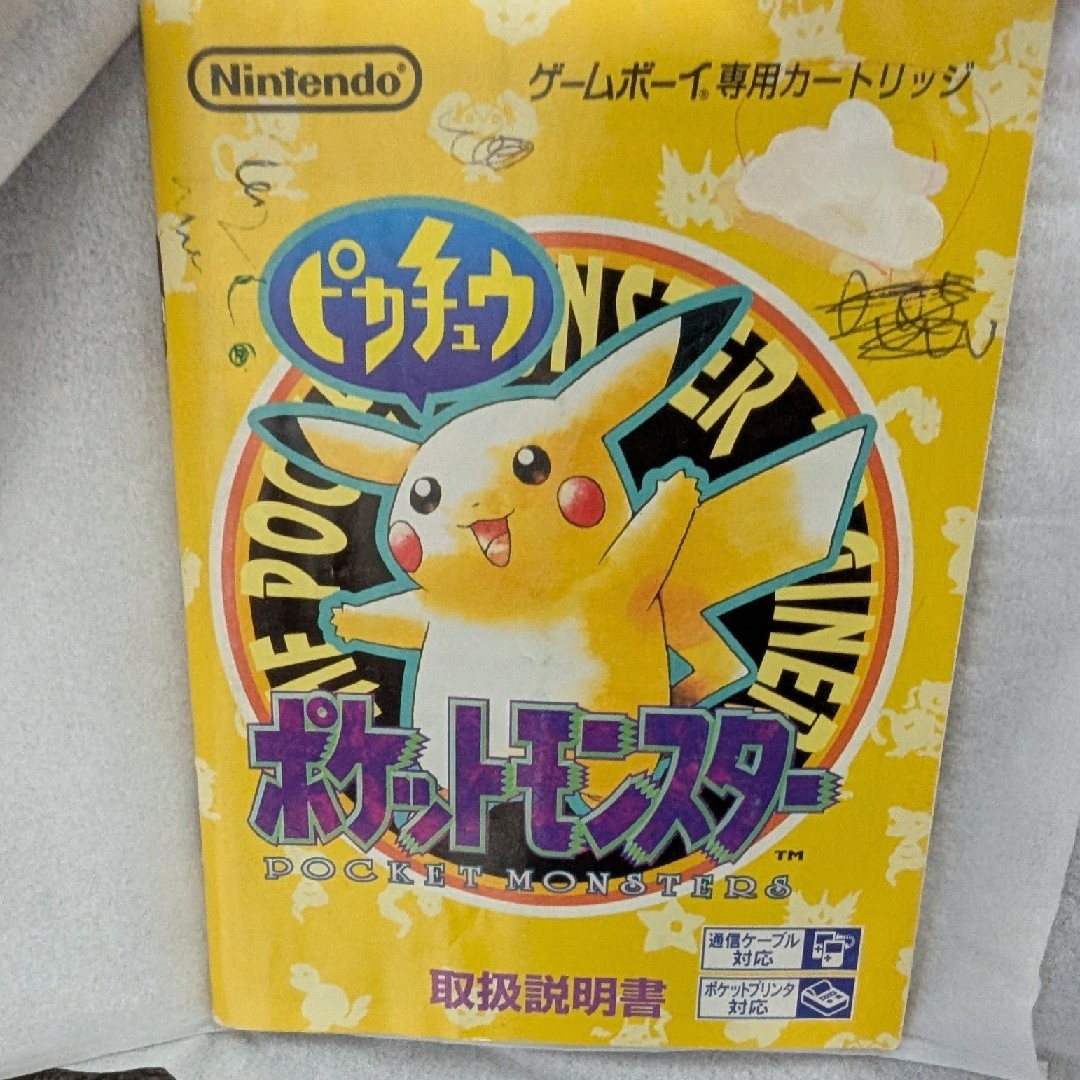 Nintendo®
ゲームボーイ®専用カートリッジ
ピカチュウ
ポケットモンスター
™
POCKET MONSTERS
通信ケーブル
対応
ポケットプリンタ
対応
取扱説明書